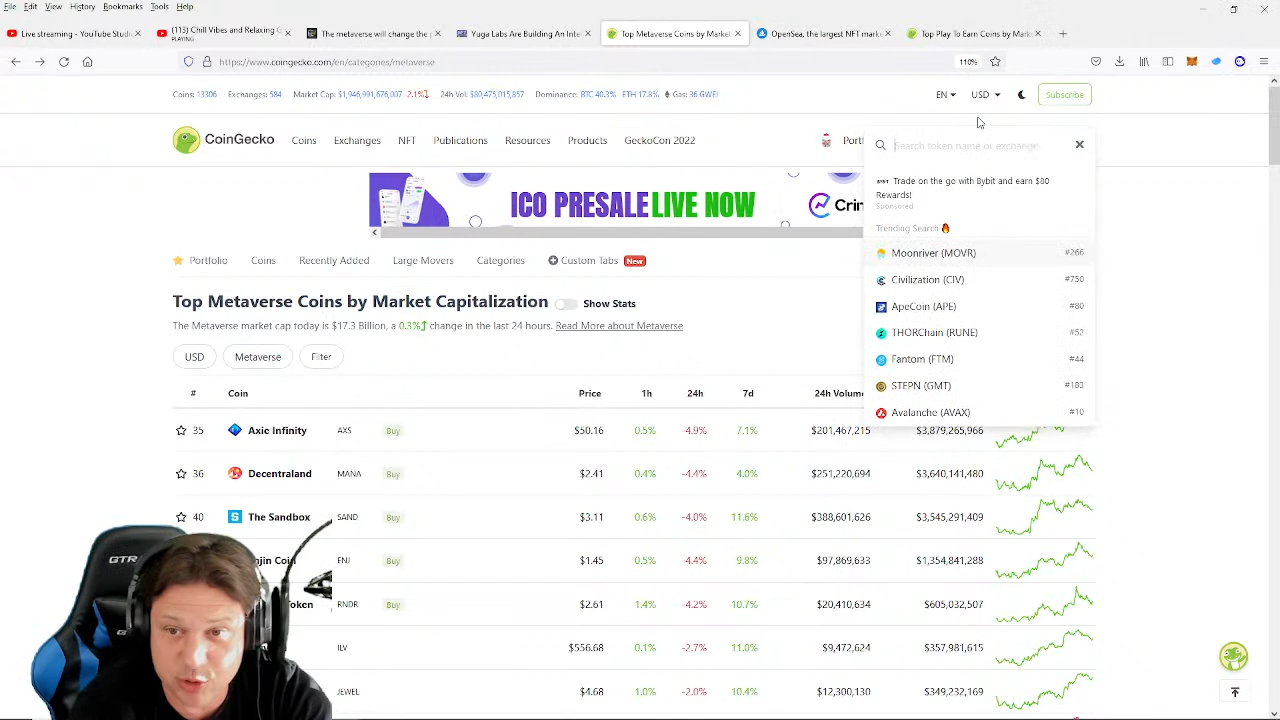 File Edit View History Bookmarks Tools Help
Live streaming - YouTube Studi
(113) Chill Vibes and Relaxing G
PLAYING
The metaverse will change the p
Yuga Labs Are Building An Inte
Top Metaverse Coins by Market
OpenSea, the largest NFT mark
Top Play To Earn Coins by Mark
https://www.coingecko.com/en/categories/metaverse
110%
Coins: 13306 Exchanges: 584 -2.1% 24h Vol: $80,475,015,857 Dominance: BTC 40.3% ETH 17.8% Gas: 36 GWEI
EN USD Subscribe
CoinGecko Coins Exchanges NFT Publications Resources Products GeckoCon 2022 Portf
Search token name or exchange
Trade on the go with Bybit and earn $80
Rewards!
Sponsored
ICO PRESALE LIVE NOW
Trending Search
Moonriver (MOVR) #266
Civilization (CIV) #750
ApeCoin (APE) #80
THORChain (RUNE) #52
Fantom (FTM) #44
STEPN (GMT) #183
Avalanche (AVAX) #10
Portfolio Coins Recently Added Large Movers Categories Custom Tabs New
Top Metaverse Coins by Market Capitalization Show Stats
The Metaverse market cap today is $17.3 Billion, a 0.3% change in the last 24 hours. Read More about Metaverse
USD Metaverse Filter
# Coin Price 1h 24h 7d 24h Volume
35 Axie Infinity AXS Buy $50.16 0.5% -4.9% 7.1% $201,467,215 $3,879,265,966
36 Decentraland MANA Buy $2.41 0.4% -4.4% 4.0% $251,220,694 $3,640,141,480
40 The Sandbox SAND Buy $3.11 0.6% -4.0% 11.6% $388,601,626 $3,545,291,409
Enjin Coin ENJ $1.45 0.5% -4.4% 9.8% $97,869,633 $1,354,841,288
Token RNDR Buy $2.61 1.4% -4.2% 10.7% $20,410,634 $605,032,507
ILV $556.68 0.1% -2.7% 11.0% $9,472,624 $357,981,615
JEWEL $4.68 1.0% -2.0% 10.4% $12,300,130 $349,232,169
GTR